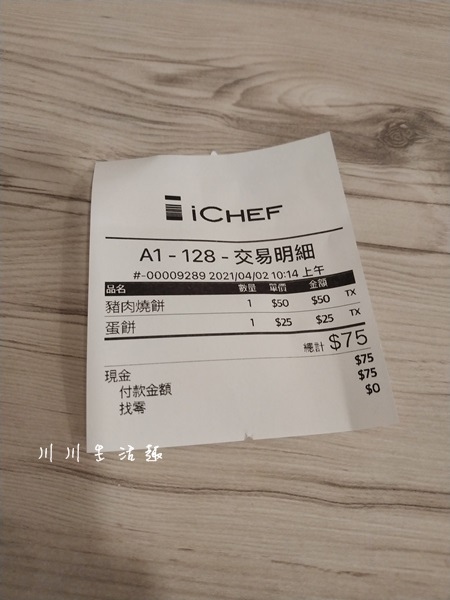 iCHEF
A1 - 128 - 交易明細
#-00009289 2021/04/02 10:14 上午
品名 數量 單價 金額
豬肉燒餅 1 $50 $50 TX
蛋餅 1 $25 $25 TX
總計 $75
現金 $75
付款金額 $75
找零 $0
川川生活趣